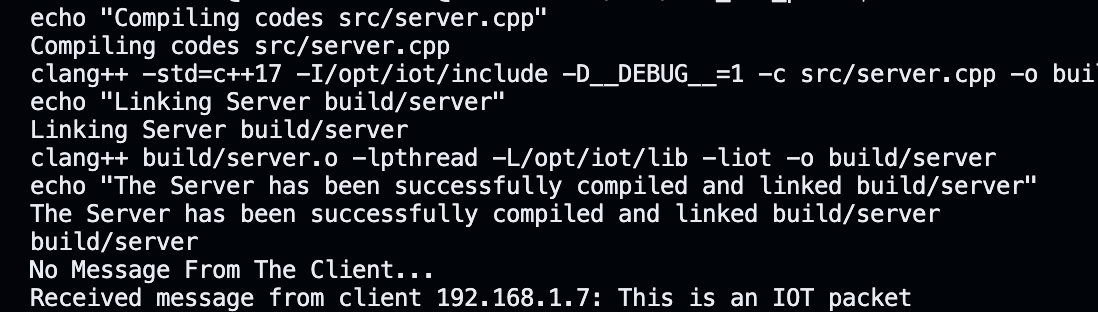 echo "Compiling codes src/server.cpp"
Compiling codes src/server.cpp
clang++ -std=c++17 -I/opt/iot/include -D__DEBUG__=1 -c src/server.cpp -o bui
echo "Linking Server build/server"
Linking Server build/server
clang++ build/server.o -lpthread -L/opt/iot/lib -liot -o build/server
echo "The Server has been successfully compiled and linked build/server"
The Server has been successfully compiled and linked build/server
build/server
No Message From The Client...
Received message from client 192.168.1.7: This is an IOT packet